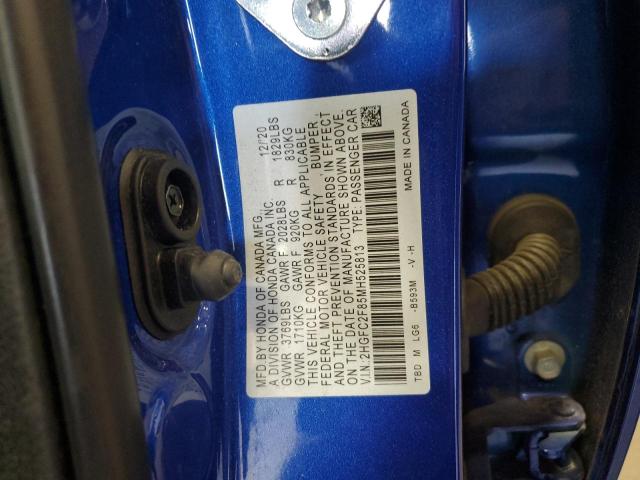 MFD.BY HONDA OF CANADA MFG.
A DIVISION OF HONDA CANADA INC. 12/'20
GVWR 3769LBS GAWR F 2028LBS R 1829LBS
GVWR 1710KG GAWR F 920KG R 830KG
THIS VEHICLE CONFORMS TO ALL APPLICABLE
FEDERAL MOTOR VEHICLE SAFETY, BUMPER,
AND THEFT PREVENTION STANDARDS IN EFFECT
ON THE DATE OF MANUFACTURE SHOWN ABOVE.
V.I.N.:2HGFC2F85MH525813 TYPE: PASSENGER CAR
TBD M LG6 -B593M -V -H MADE IN CANADA